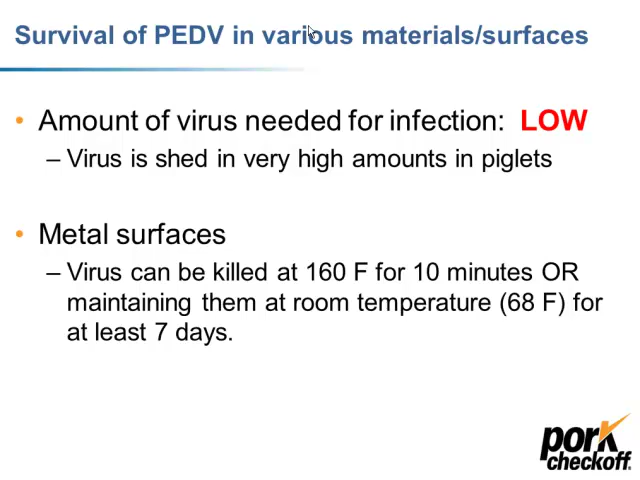 Survival of PEDV in various materials/surfaces
• Amount of virus needed for infection: LOW
– Virus is shed in very high amounts in piglets
• Metal surfaces
– Virus can be killed at 160 F for 10 minutes OR
maintaining them at room temperature (68 F) for
at least 7 days.
pork
checkoff.